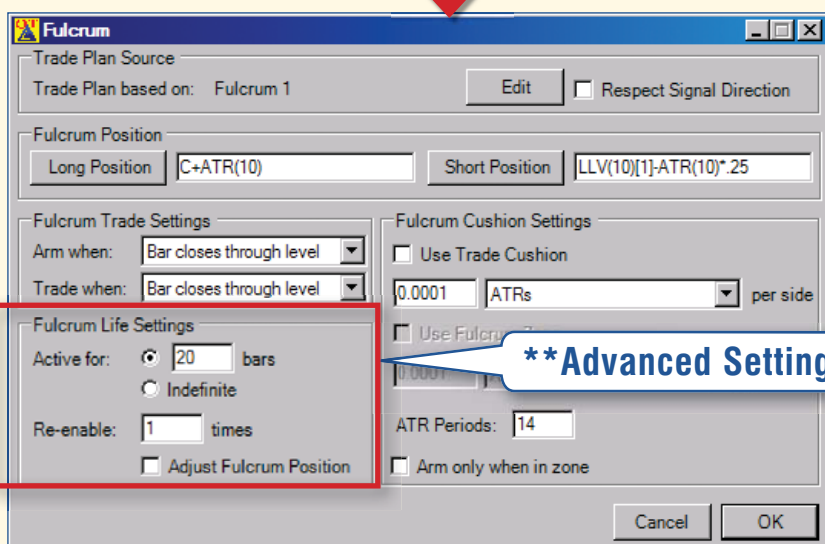 Fulcrum
Trade Plan Source
Trade Plan based on: Fulcrum 1
Edit
Respect Signal Direction
Fulcrum Position
Long Position
C+ATR(10)
Short Position
LLV(10)[1]-ATR(10)*.25
Fulcrum Trade Settings
Arm when: Bar closes through level
Trade when: Bar closes through level
Fulcrum Cushion Settings
Use Trade Cushion
0.0001 ATRs per side
Fulcrum Life Settings
Active for: 20 bars
Indefinite
Re-enable: 1 times
Adjust Fulcrum Position
Use Fulcrum
**Advanced Setting
0.0001
ATR Periods: 14
Arm only when in zone
Cancel
OK